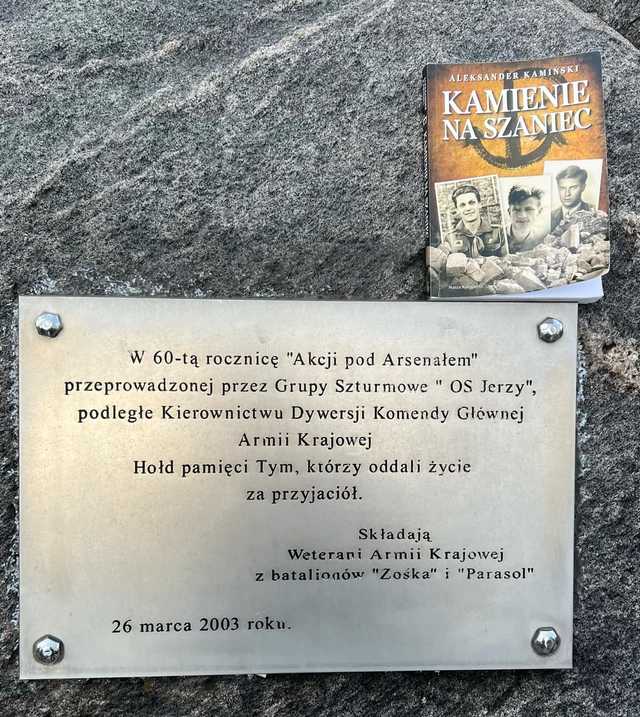 ALEKSANDER KAMIŃSKI
KAMIENIE
NA SZANIEC
Nasza Księgarnia
W 60-tą rocznicę "Akcji pod Arsenałem"
przeprowadzonej przez Grupy Szturmowe " OS Jerzy",
podległe Kierownictwu Dywersji Komendy Głównej
Armii Krajowej
Hołd pamięci Tym, którzy oddali życie
za przyjaciół.
Składają
Weterani Armii Krajowej
z batalionów "Zośka" i "Parasol"
26 marca 2003 roku.